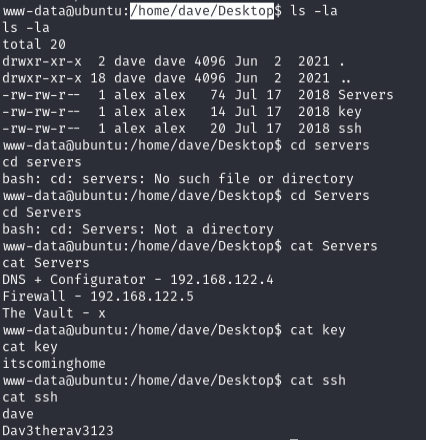 www-data@ubuntu:/home/dave/Desktop$ ls -la
ls -la
total 20
drwxr-xr-x  2 dave dave 4096 Jun  2  2021 .
drwxr-xr-x 18 dave dave 4096 Jun  2  2021 ..
-rw-rw-r--  1 alex alex   74 Jul 17  2018 Servers
-rw-rw-r--  1 alex alex   14 Jul 17  2018 key
-rw-rw-r--  1 alex alex   20 Jul 17  2018 ssh
www-data@ubuntu:/home/dave/Desktop$ cd servers
cd servers
bash: cd: servers: No such file or directory
www-data@ubuntu:/home/dave/Desktop$ cd Servers
cd Servers
bash: cd: Servers: Not a directory
www-data@ubuntu:/home/dave/Desktop$ cat Servers
cat Servers
DNS + Configurator - 192.168.122.4
Firewall - 192.168.122.5
The Vault - x
www-data@ubuntu:/home/dave/Desktop$ cat key
cat key
itscominghome
www-data@ubuntu:/home/dave/Desktop$ cat ssh
cat ssh
dave
Dav3therav3123